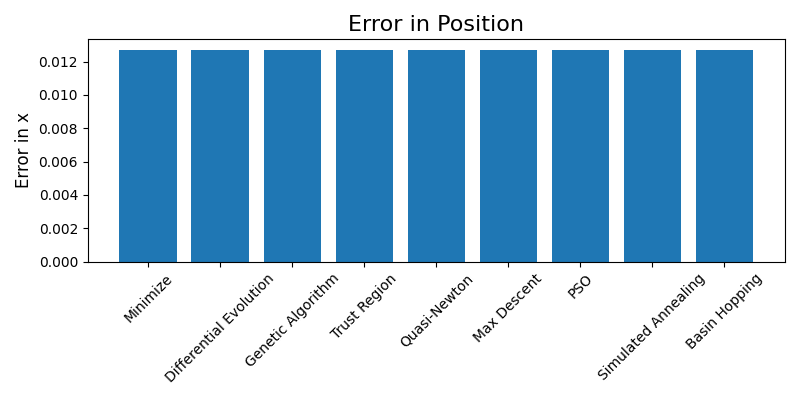 Error in Position
Error in x
0.012
0.010
0.008
0.006
0.004
0.002
0.000
Minimize
Differential Evolution
Genetic Algorithm
Trust Region
Quasi-Newton
Max Descent
PSO
Simulated Annealing
Basin Hopping